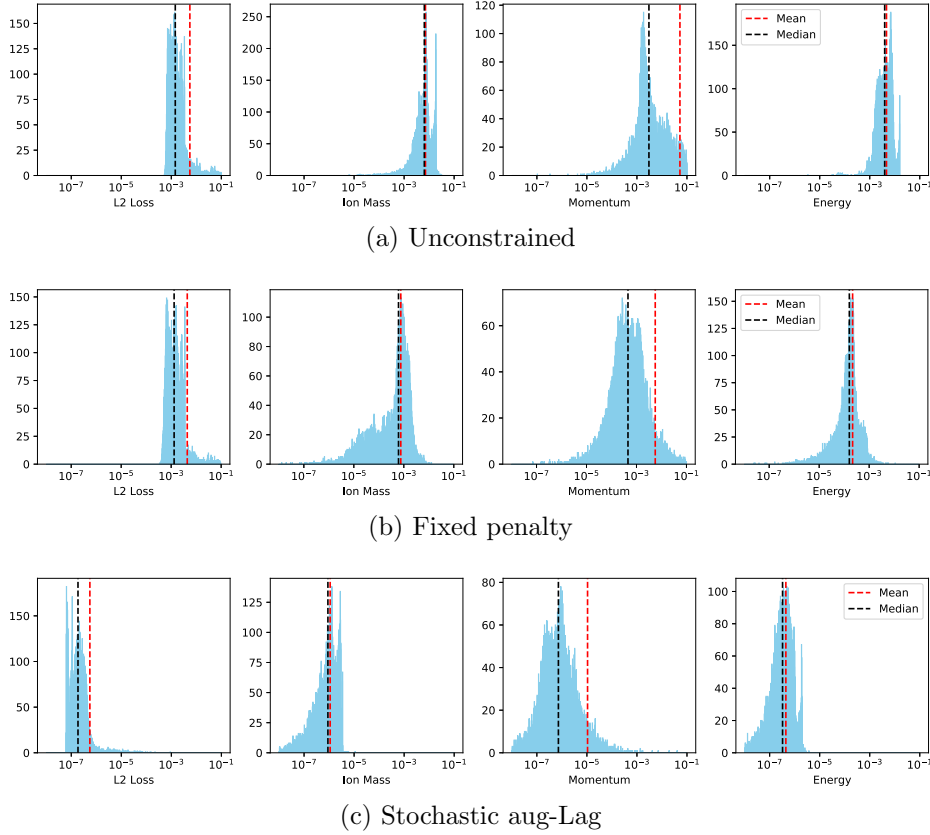 150
125
100
75
50
25
0
10⁻⁷ 10⁻⁵ 10⁻³ 10⁻¹
L2 Loss
250
200
150
100
50
0
10⁻⁷ 10⁻⁵ 10⁻³ 10⁻¹
Ion Mass
120
100
80
60
40
20
0
10⁻⁷ 10⁻⁵ 10⁻³ 10⁻¹
Momentum
Mean
Median
150
100
50
0
10⁻⁷ 10⁻⁵ 10⁻³ 10⁻¹
Energy
(a) Unconstrained
150
125
100
75
50
25
0
10⁻⁷ 10⁻⁵ 10⁻³ 10⁻¹
L2 Loss
100
80
60
40
20
0
10⁻⁷ 10⁻⁵ 10⁻³ 10⁻¹
Ion Mass
60
40
20
0
10⁻⁷ 10⁻⁵ 10⁻³ 10⁻¹
Momentum
Mean
Median
150
125
100
75
50
25
0
10⁻⁷ 10⁻⁵ 10⁻³ 10⁻¹
Energy
(b) Fixed penalty
150
100
50
0
10⁻⁷ 10⁻⁵ 10⁻³ 10⁻¹
L2 Loss
125
100
75
50
25
0
10⁻⁷ 10⁻⁵ 10⁻³ 10⁻¹
Ion Mass
80
60
40
20
0
10⁻⁷ 10⁻⁵ 10⁻³ 10⁻¹
Momentum
Mean
Median
100
80
60
40
20
0
10⁻⁷ 10⁻⁵ 10⁻³ 10⁻¹
Energy
(c) Stochastic aug-Lag